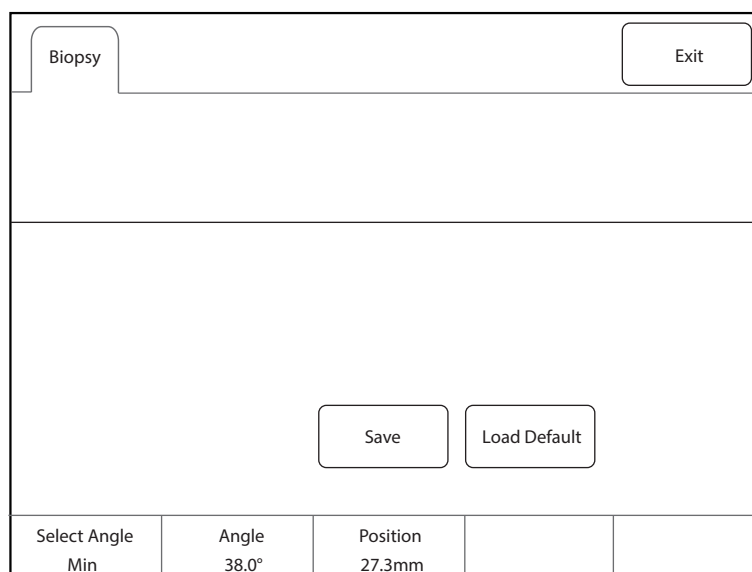 Biopsy
Exit
Save
Load Default
Select Angle
Min
Angle
38.0°
Position
27.3mm